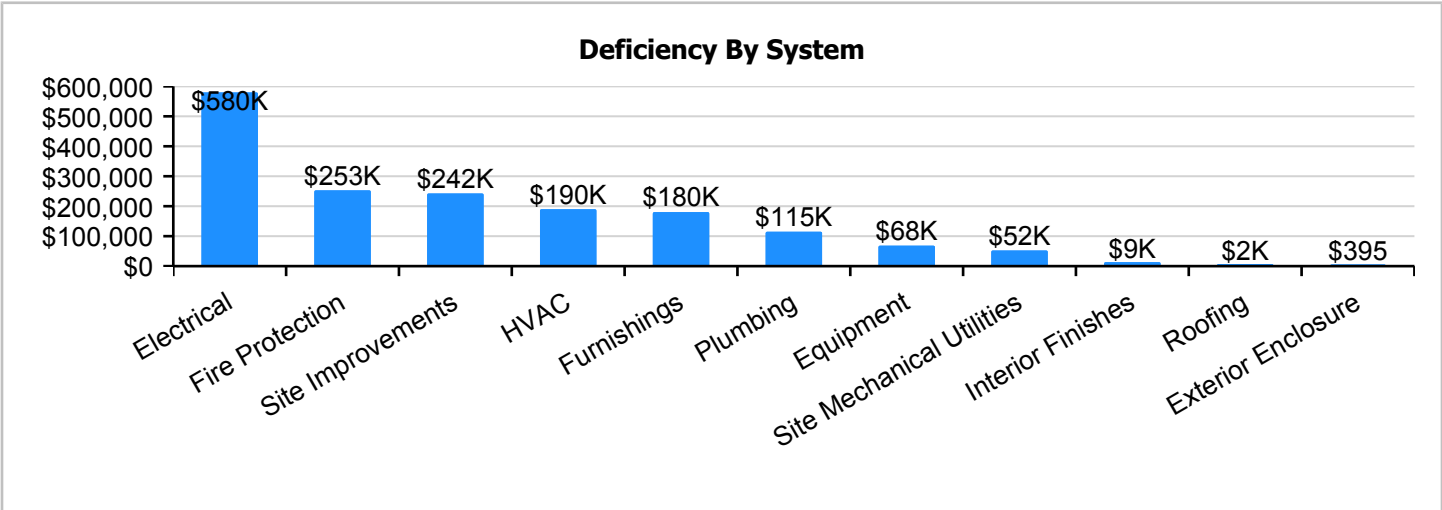 Deficiency By System
$600,000
$500,000
$400,000
$300,000
$200,000
$100,000
$0
$580K
$253K
$242K
$190K
$180K
$115K
$68K
$52K
$9K
$2K
$395
Electrical
Fire Protection
Site Improvements
HVAC
Furnishings
Plumbing
Equipment
Site Mechanical Utilities
Interior Finishes
Roofing
Exterior Enclosure